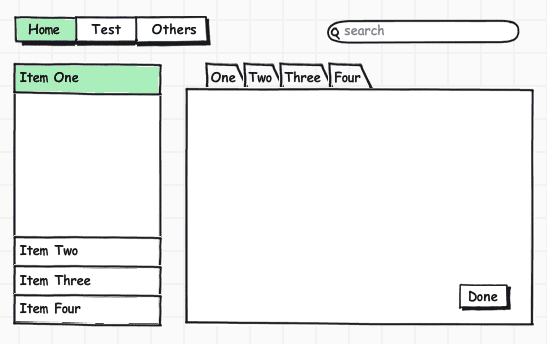 Home Test Others search
Item One
One Two Three Four
Item Two
Item Three
Item Four
Done